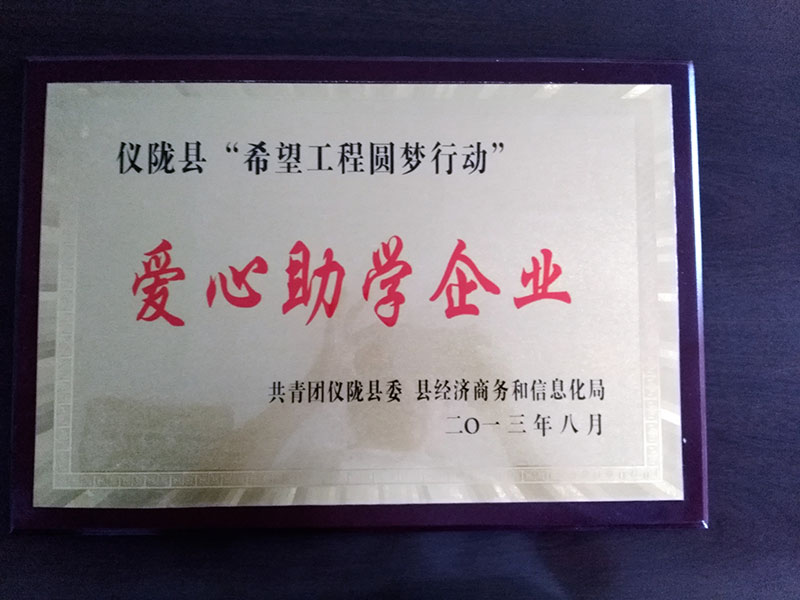 仪陇县“希望工程圆梦行动”
爱心助学企业
共青团仪陇县委 县经济商务和信息化局
二O一三年八月